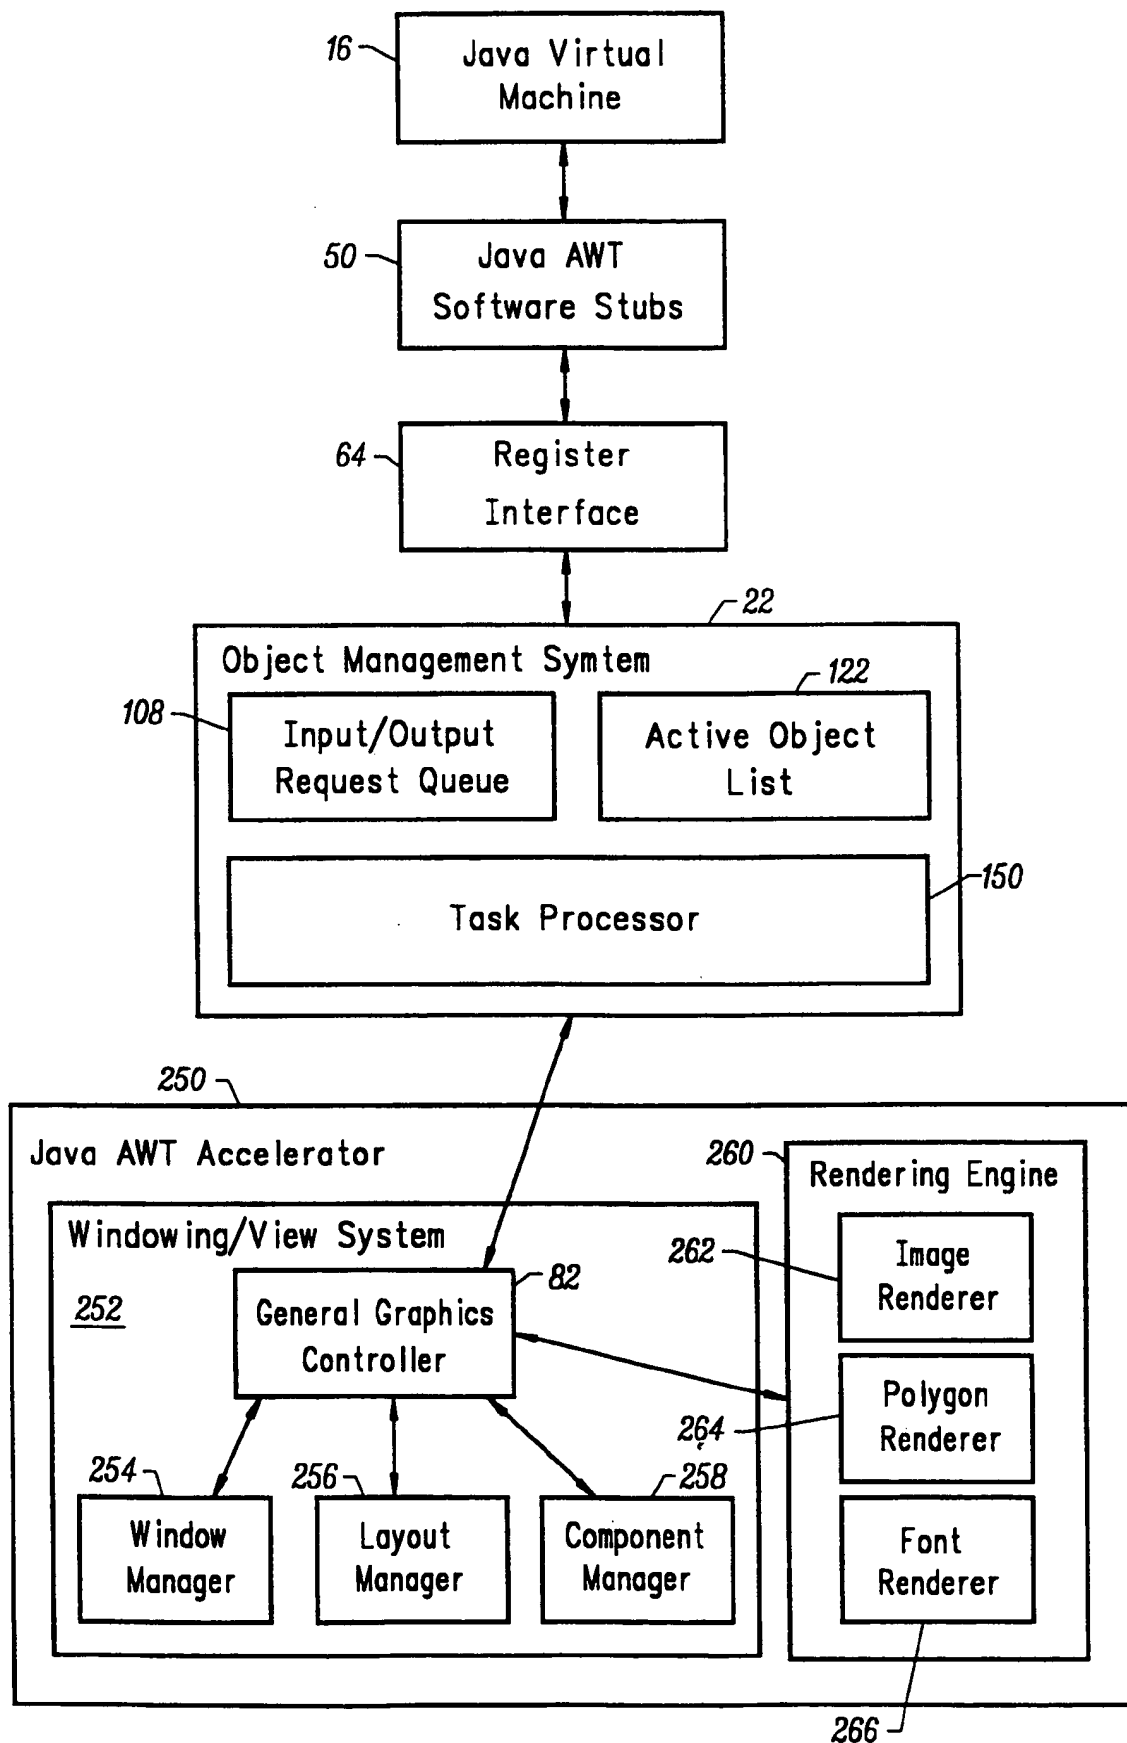 16
Java Virtual
Machine
50
Java AWT
Software Stubs
64
Register
Interface
22
Object Management Symtem
108
Input/Output
Request Queue
122
Active Object
List
150
Task Processor
250
Java AWT Accelerator
Windowing/View System
252
82
General Graphics
Controller
254
Window
Manager
256
Layout
Manager
258
Component
Manager
260
Rendering Engine
262
Image
Renderer
264
Polygon
Renderer
Font
Renderer
266